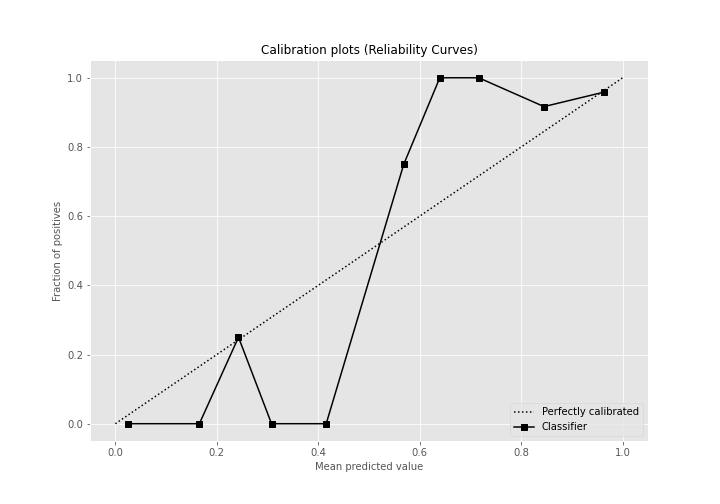 Calibration plots (Reliability Curves)
1.0
0.8
0.6
0.4
0.2
0.0
Fraction of positives
0.0 0.2 0.4 0.6 0.8 1.0
Mean predicted value
Perfectly calibrated
Classifier